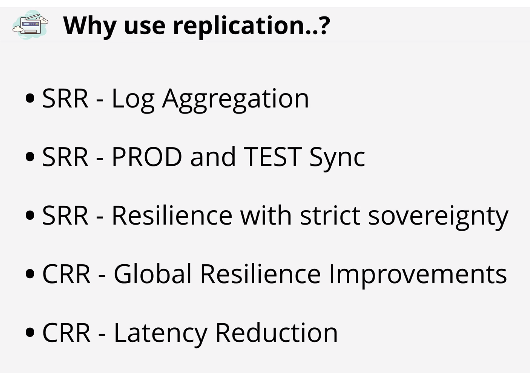 Why use replication..?
• SRR - Log Aggregation
• SRR - PROD and TEST Sync
• SRR - Resilience with strict sovereignty
• CRR - Global Resilience Improvements
• CRR - Latency Reduction